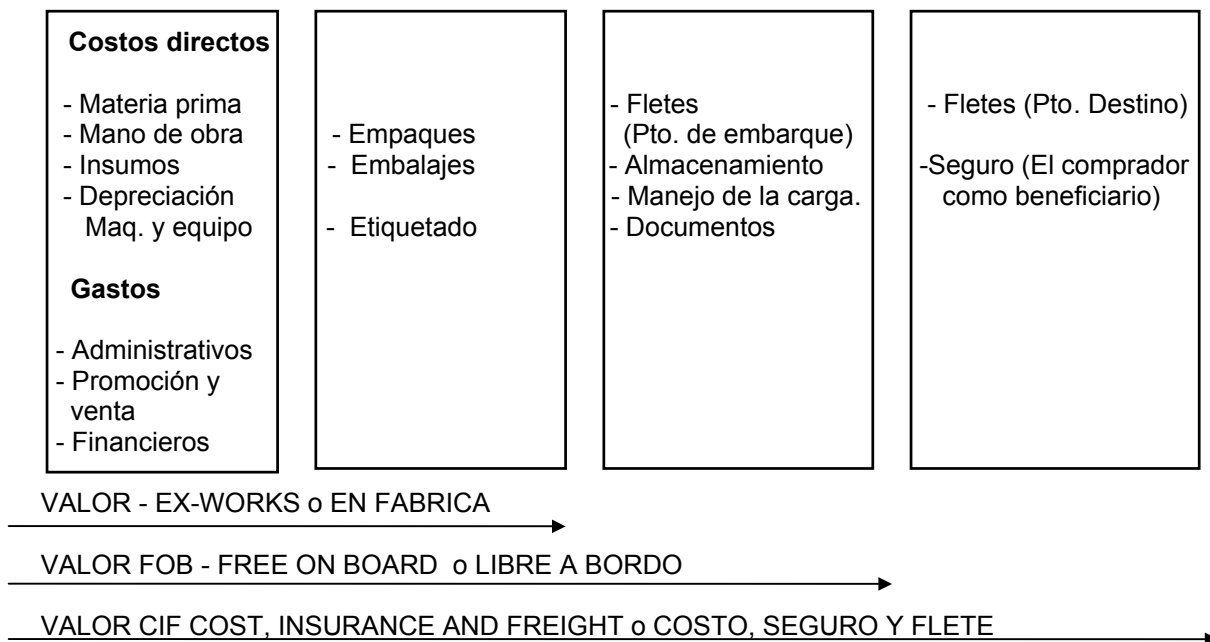 Costos directos
- Materia prima
- Mano de obra
- Insumos
- Depreciación
Maq. y equipo
Gastos
- Administrativos
- Promoción y
venta
- Financieros
- Empaques
- Embalajes
- Etiquetado
- Fletes
(Pto. de embarque)
- Almacenamiento
- Manejo de la carga.
- Documentos
- Fletes (Pto. Destino)
-Seguro (El comprador
como beneficiario)
VALOR - EX-WORKS o EN FABRICA
VALOR FOB - FREE ON BOARD o LIBRE A BORDO
VALOR CIF COST, INSURANCE AND FREIGHT o COSTO, SEGURO Y FLETE